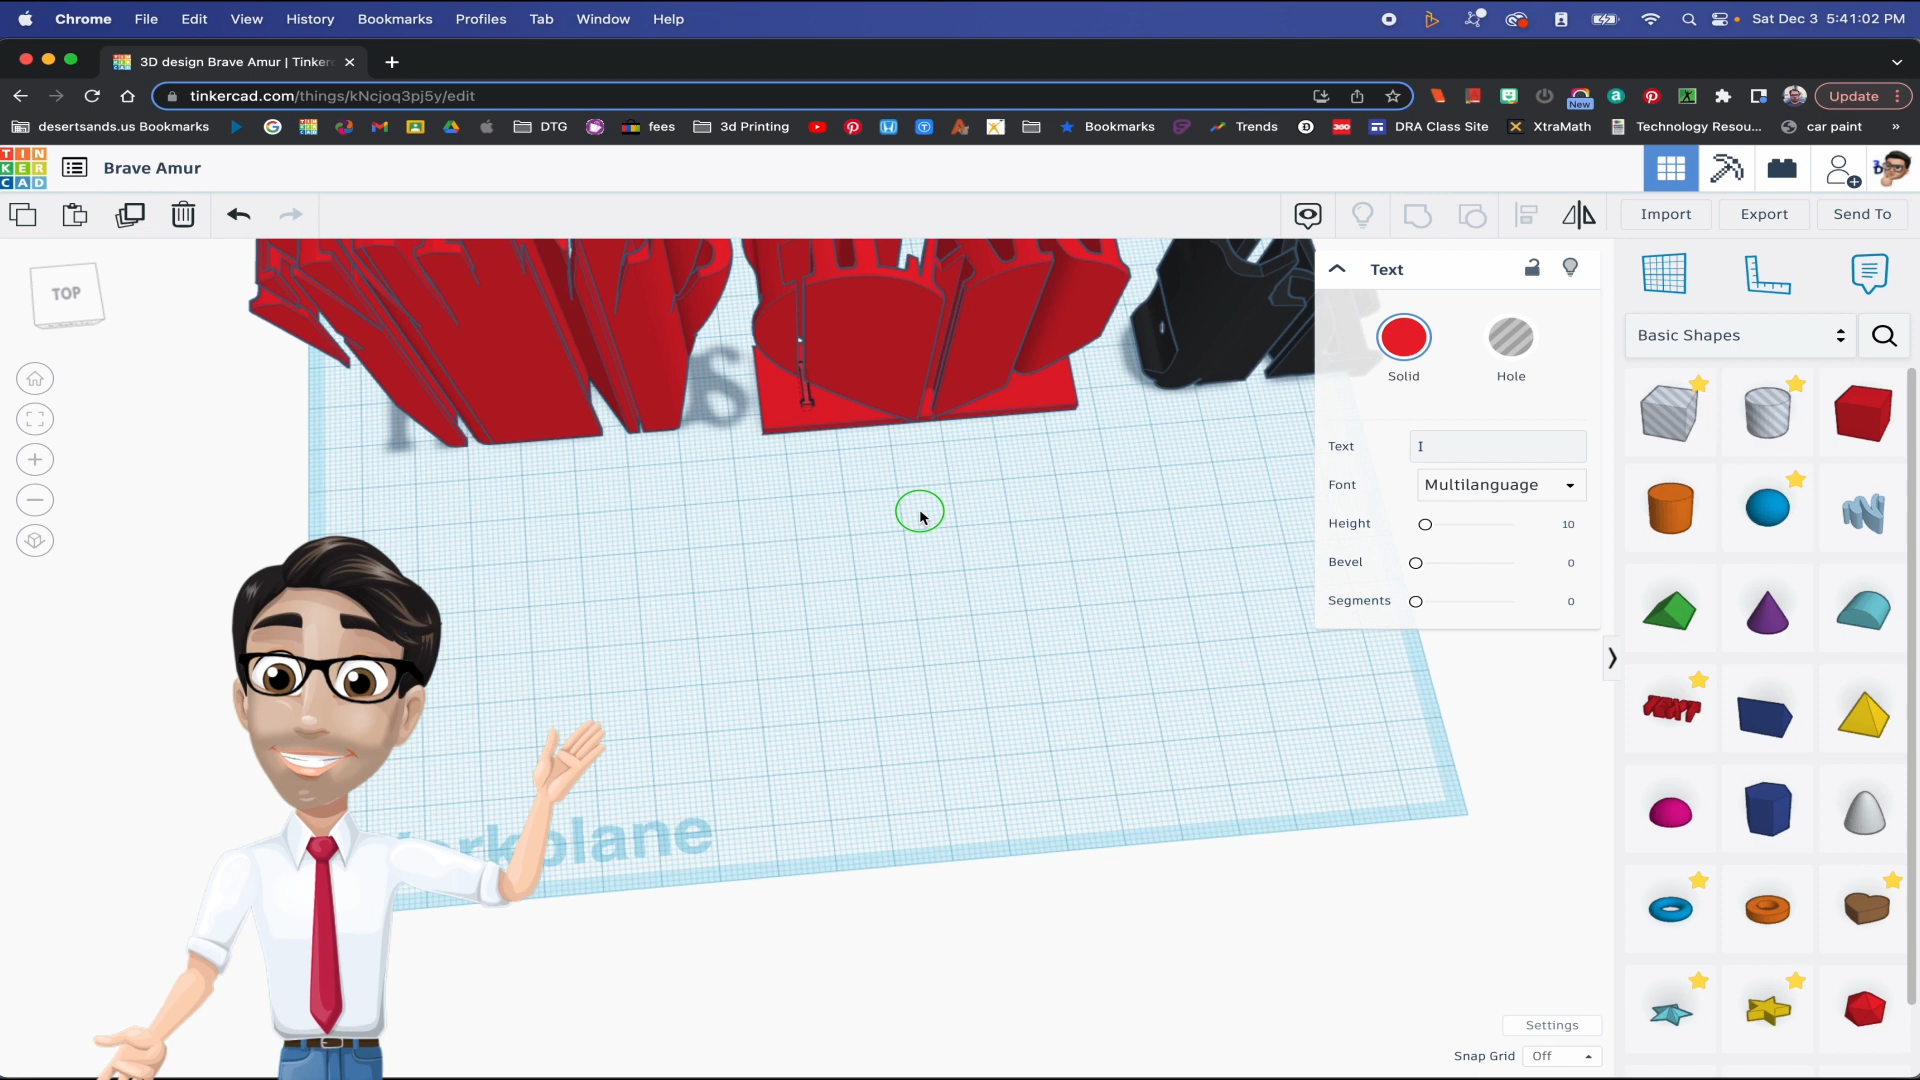 Chrome File Edit View History Bookmarks Profiles Tab Window Help Sat Dec 3 5:41:02 PM
3D design Brave Amur | Tinker
tinkercad.com/things/kNcjoq3pj5y/edit New Update
desertsands.us Bookmarks DTG fees 3d Printing 360 Bookmarks Trends DRA Class Site XtraMath Technology Resou... car paint »
TIN
KER
CAD
Brave Amur
Import Export Send To
TOP
Text
Solid Hole
Text I
Font Multilanguage
Height 10
Bevel 0
Segments 0
Basic Shapes
TEXT
Settings
Snap Grid Off